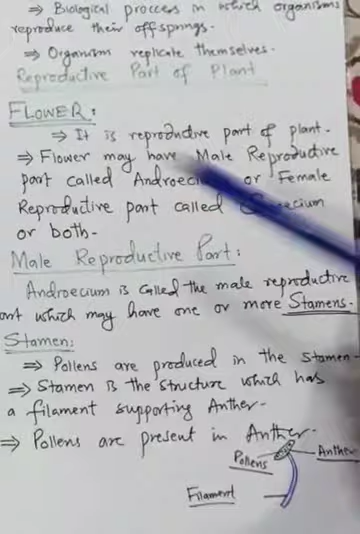 ⇒ Biological process in which organisms
reproduce their offsprings.
⇒ Organism replicate themselves.
Reproductive Part of Plant
FLOWER:
⇒ It is reproductive part of plant.
⇒ Flower may have Male Reproductive
part called or Female
Reproductive part called
or both.
Male Reproductive Part:
Androecium is called the male reproductive
which may have one or more Stamens.
Stamen:
⇒ Pollens are produced in the stamen.
⇒ Stamen is the structure which has
a filament supporting Anther.
⇒ Pollens are present in Anther.
Pollens Anther
Filament